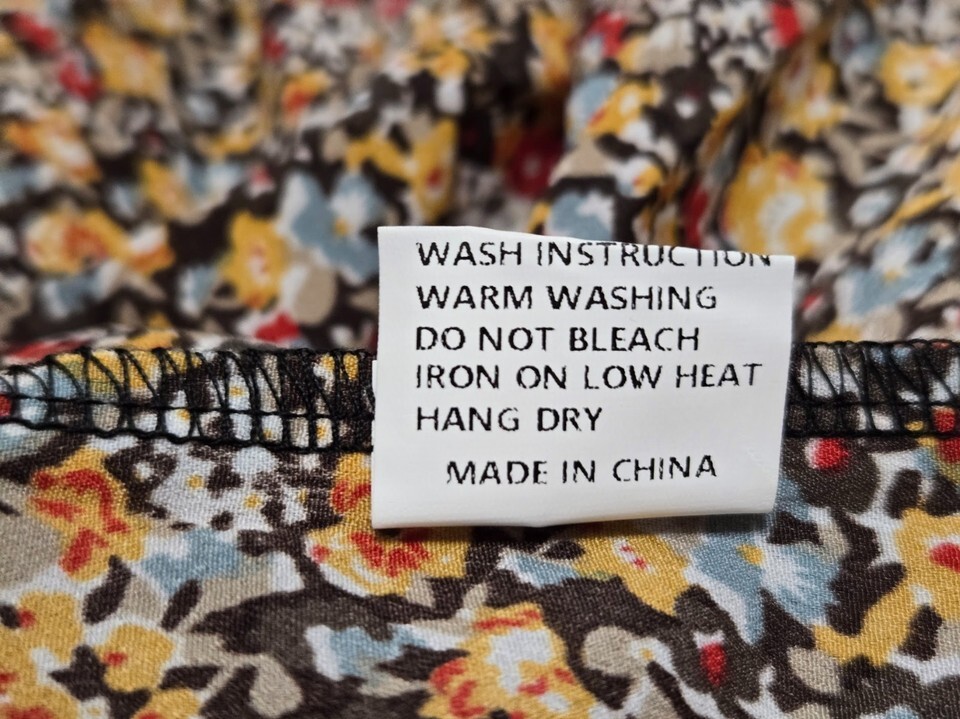 WASH INSTRUCTION
WARM WASHING
DO NOT BLEACH
IRON ON LOW HEAT
HANG DRY
MADE IN CHINA